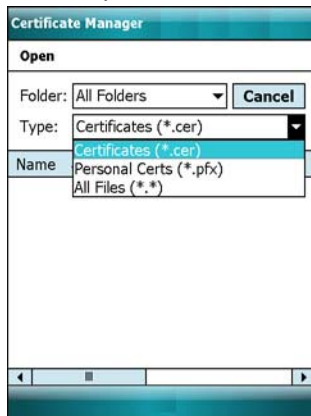 Certificate Manager
Open
Folder: All Folders Cancel
Type: Certificates (*.cer)
Certificates (*.cer)
Name Personal Certs (*.pfx)
All Files (*.*)